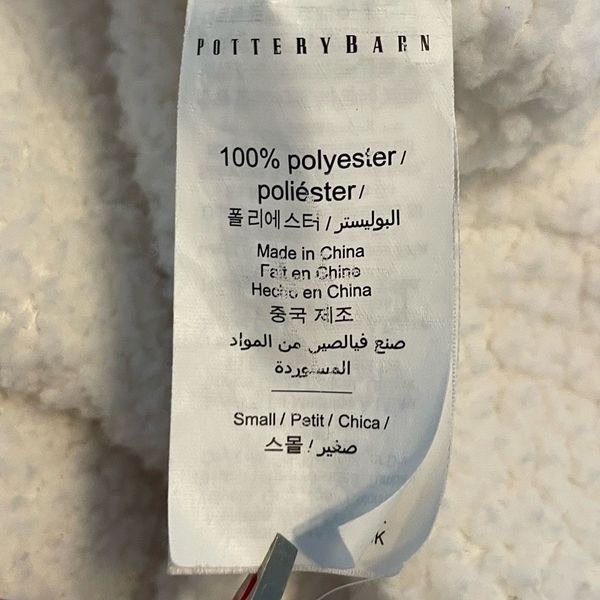 POTTERYBARN
100% polyester /
poliéster /
폴리에스터 / البوليستر
Made in China
Fait en Chine
Hecho en China
중국 제조
صنع فيالصين من المواد
المستوردة
Small / Petit / Chica /
스몰 / صغير
K